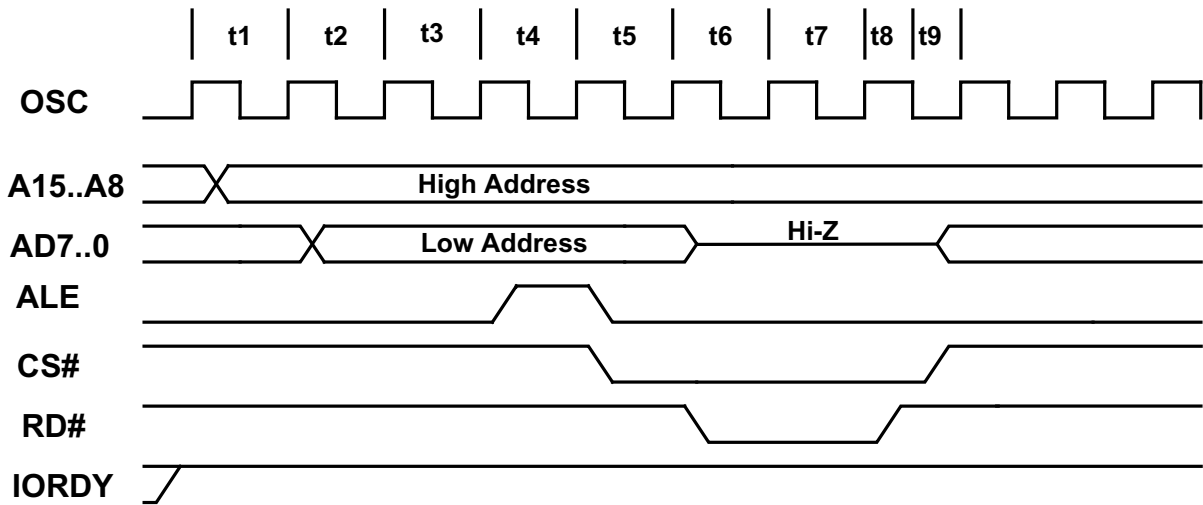 t1 t2 t3 t4 t5 t6 t7 t8 t9
OSC
A15..A8 High Address
AD7..0 Low Address Hi-Z
ALE
CS#
RD#
IORDY